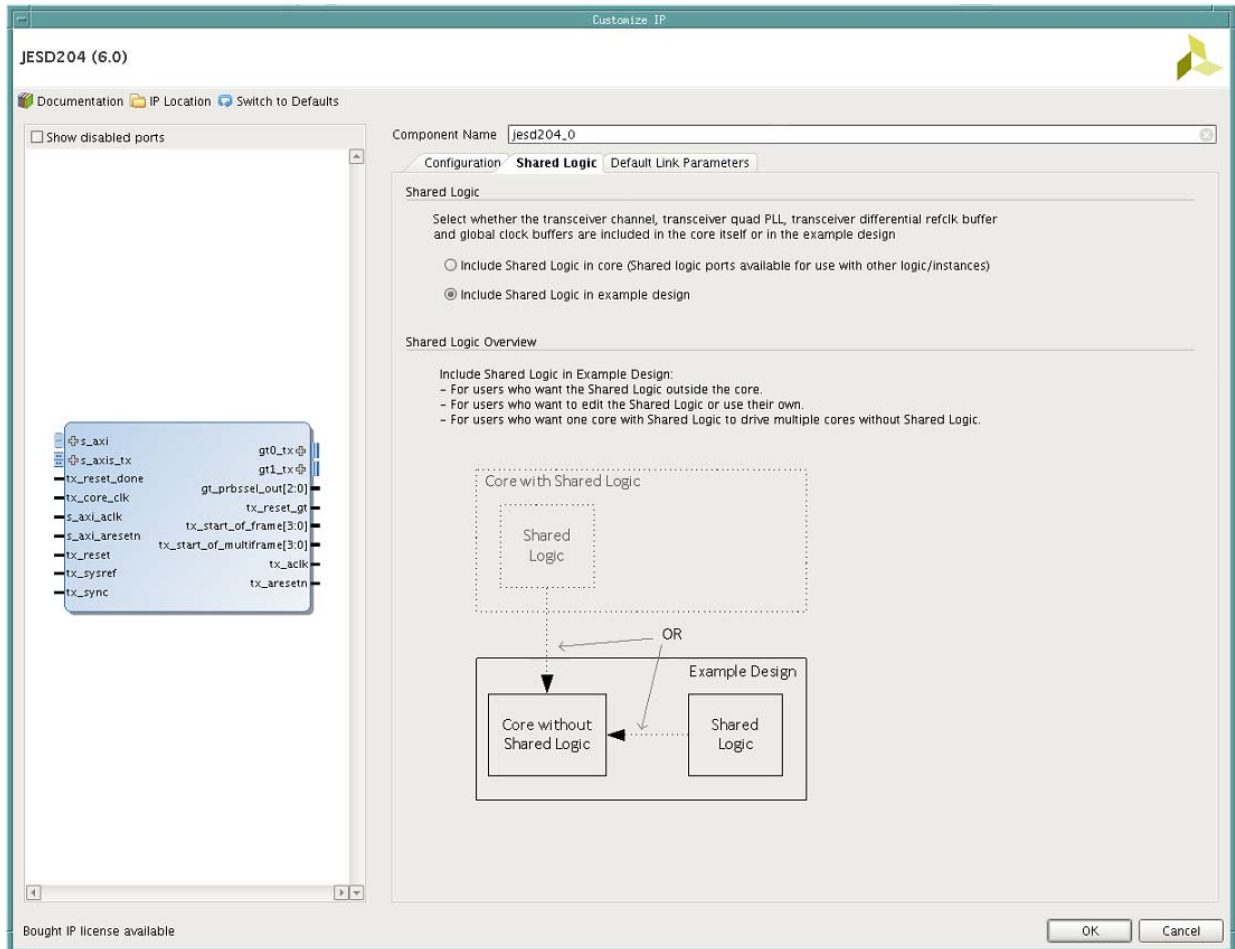 Customize IP
JESD204 (6.0)
Documentation IP Location Switch to Defaults
Show disabled ports
s_axi
s_axis_tx
tx_reset_done
tx_core_clk
s_axi_aclk
s_axi_aresetn
tx_reset
tx_sysref
tx_sync
gt0_tx
gt1_tx
gt_prbssel_out[2:0]
tx_reset_gt
tx_start_of_frame[3:0]
tx_start_of_multiframe[3:0]
tx_aclk
tx_aresetn
Component Name jesd204_0
Configuration Shared Logic Default Link Parameters
Shared Logic
Select whether the transceiver channel, transceiver quad PLL, transceiver differential refclk buffer
and global clock buffers are included in the core itself or in the example design
Include Shared Logic in core (Shared logic ports available for use with other logic/instances)
Include Shared Logic in example design
Shared Logic Overview
Include Shared Logic in Example Design:
- For users who want the Shared Logic outside the core.
- For users who want to edit the Shared Logic or use their own.
- For users who want one core with Shared Logic to drive multiple cores without Shared Logic.
Core with Shared Logic
Shared
Logic
OR
Example Design
Core without
Shared Logic
Shared
Logic
Bought IP license available
OK Cancel